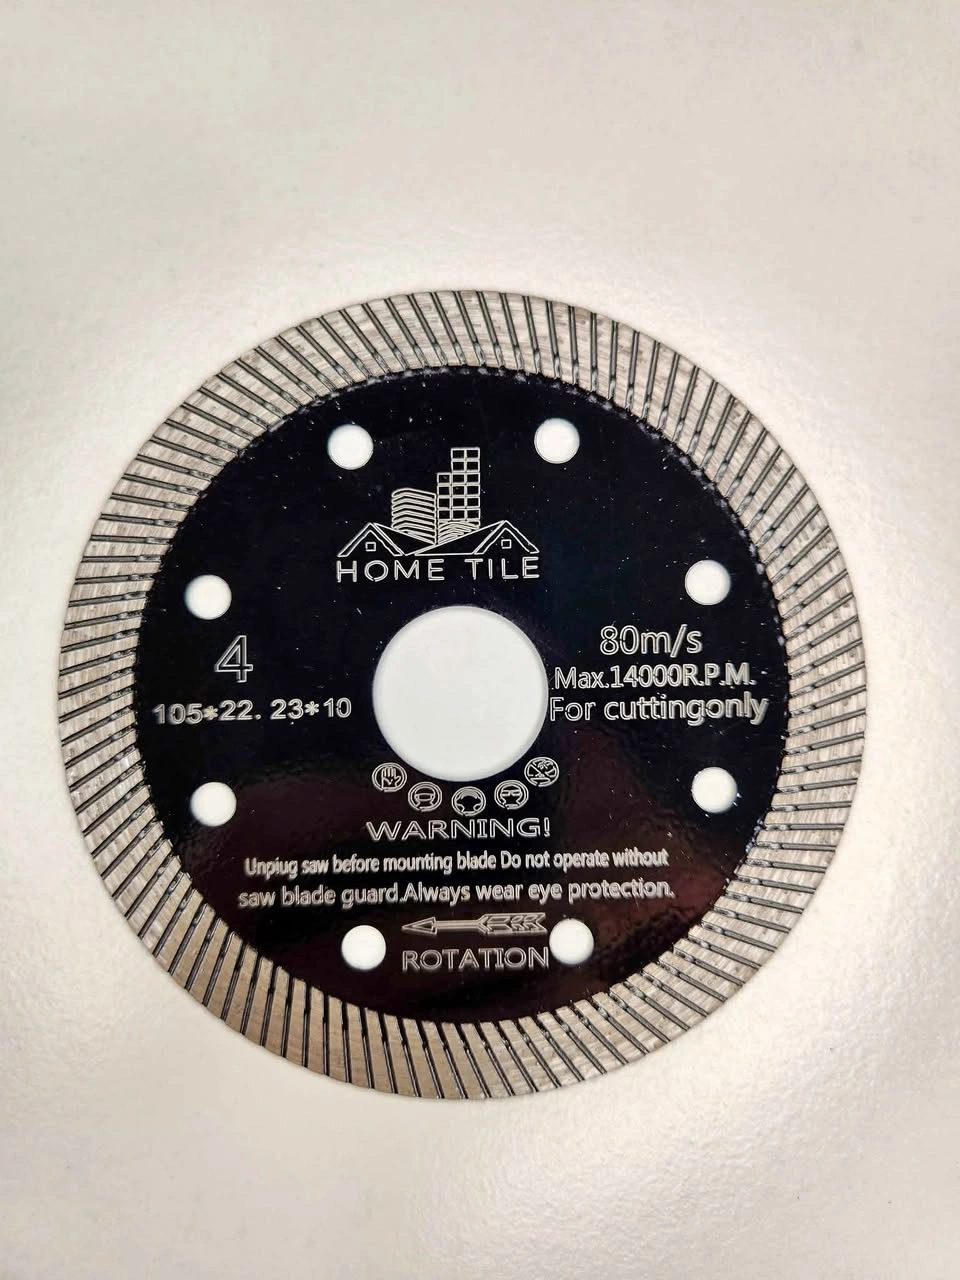 HOME TILE
4
105*22. 23*10
80m/s
Max.14000R.P.M.
For cuttingonly
WARNING!
Unpiug saw before mounting blade Do not operate without
saw blade guard.Always wear eye protection.
ROTATION